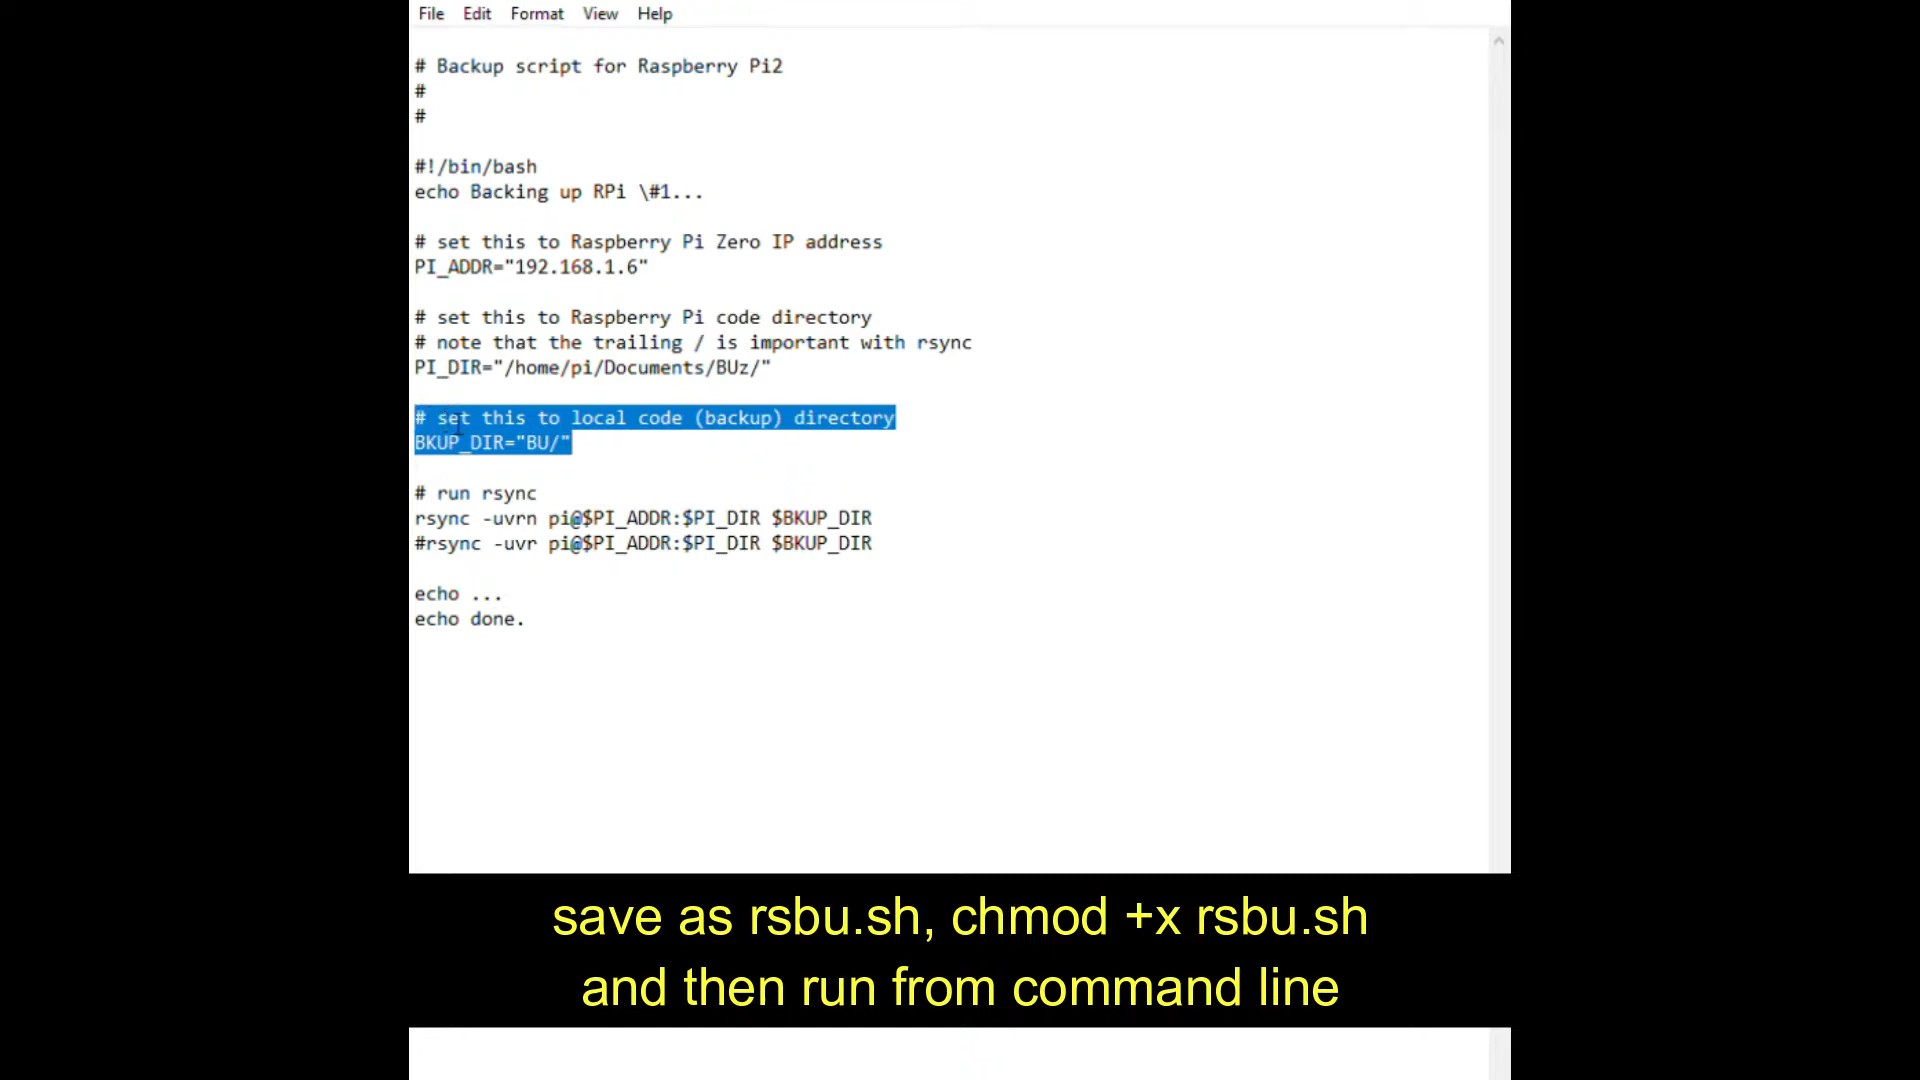 File Edit Format View Help
# Backup script for Raspberry Pi2
#
#
#!/bin/bash
echo Backing up RPi \#1...
# set this to Raspberry Pi Zero IP address
PI_ADDR="192.168.1.6"
# set this to Raspberry Pi code directory
# note that the trailing / is important with rsync
PI_DIR="/home/pi/Documents/BUz/"
# set this to local code (backup) directory
BKUP_DIR="BU/"
# run rsync
rsync -uvrn pi@$PI_ADDR:$PI_DIR $BKUP_DIR
#rsync -uvr pi@$PI_ADDR:$PI_DIR $BKUP_DIR
echo ...
echo done.
save as rsbu.sh, chmod +x rsbu.sh
and then run from command line